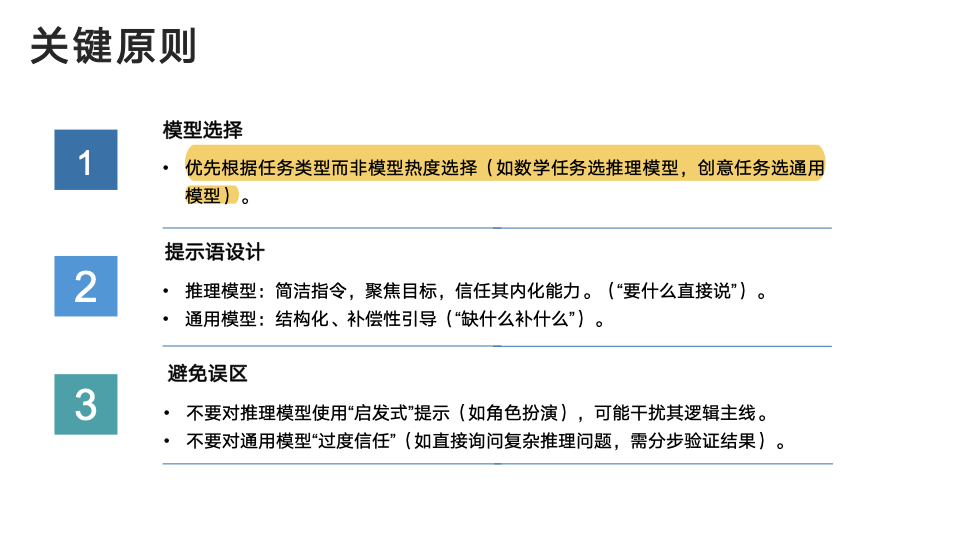 关键原则
1
模型选择
• 优先根据任务类型而非模型热度选择（如数学任务选推理模型，创意任务选通用
模型）。
2
提示语设计
• 推理模型：简洁指令，聚焦目标，信任其内化能力。（“要什么直接说”）。
• 通用模型：结构化、补偿性引导（“缺什么补什么”）。
3
避免误区
• 不要对推理模型使用“启发式”提示（如角色扮演），可能干扰其逻辑主线。
• 不要对通用模型“过度信任”（如直接询问复杂推理问题，需分步验证结果）。